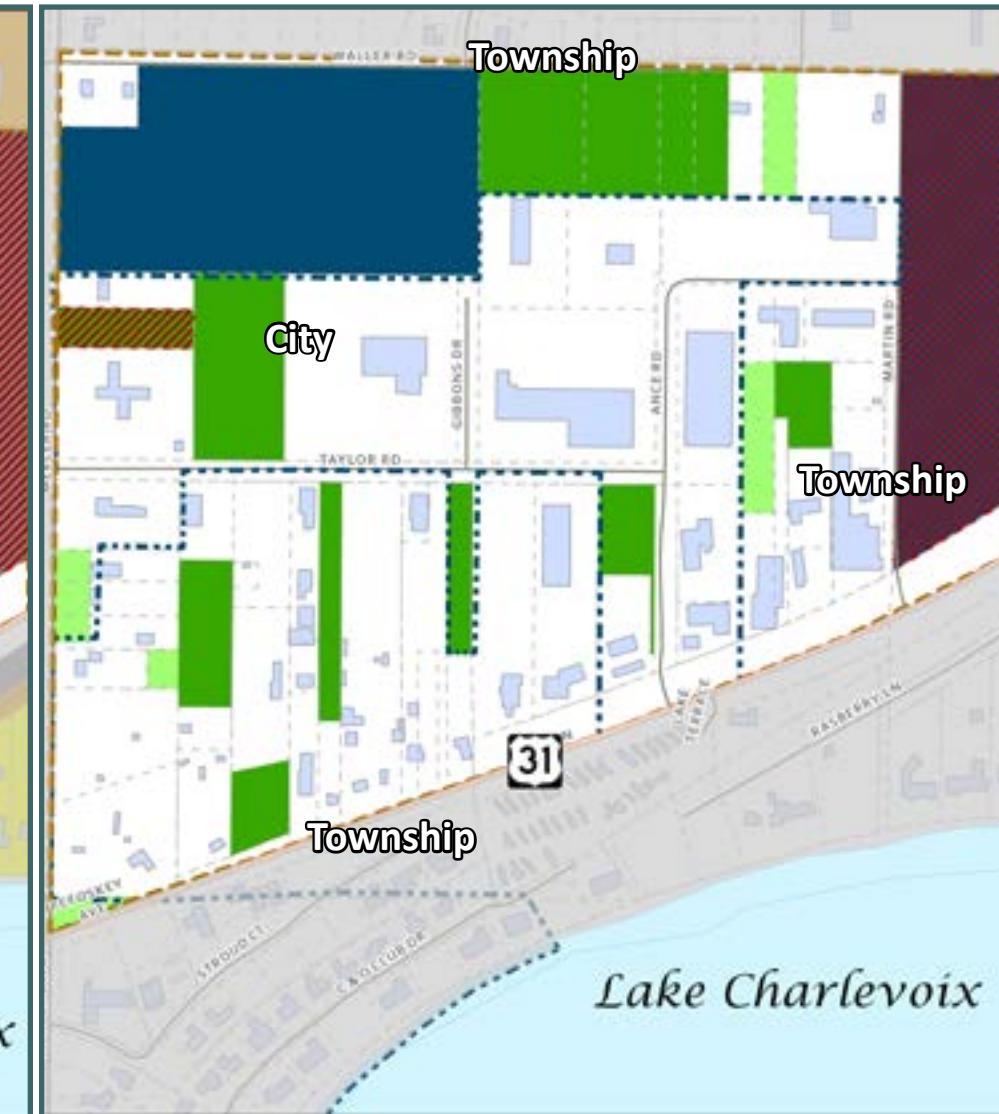 WALLER RD
Township
City
GIBBONS DR
ANCE RD
MARTIN RD
TAYLOR RD
Township
31
LAKE
TERRACE
RASBERRY LN
Township
AVE
STROUD CT
C & O CLUB DR
Lake Charlevoix
x